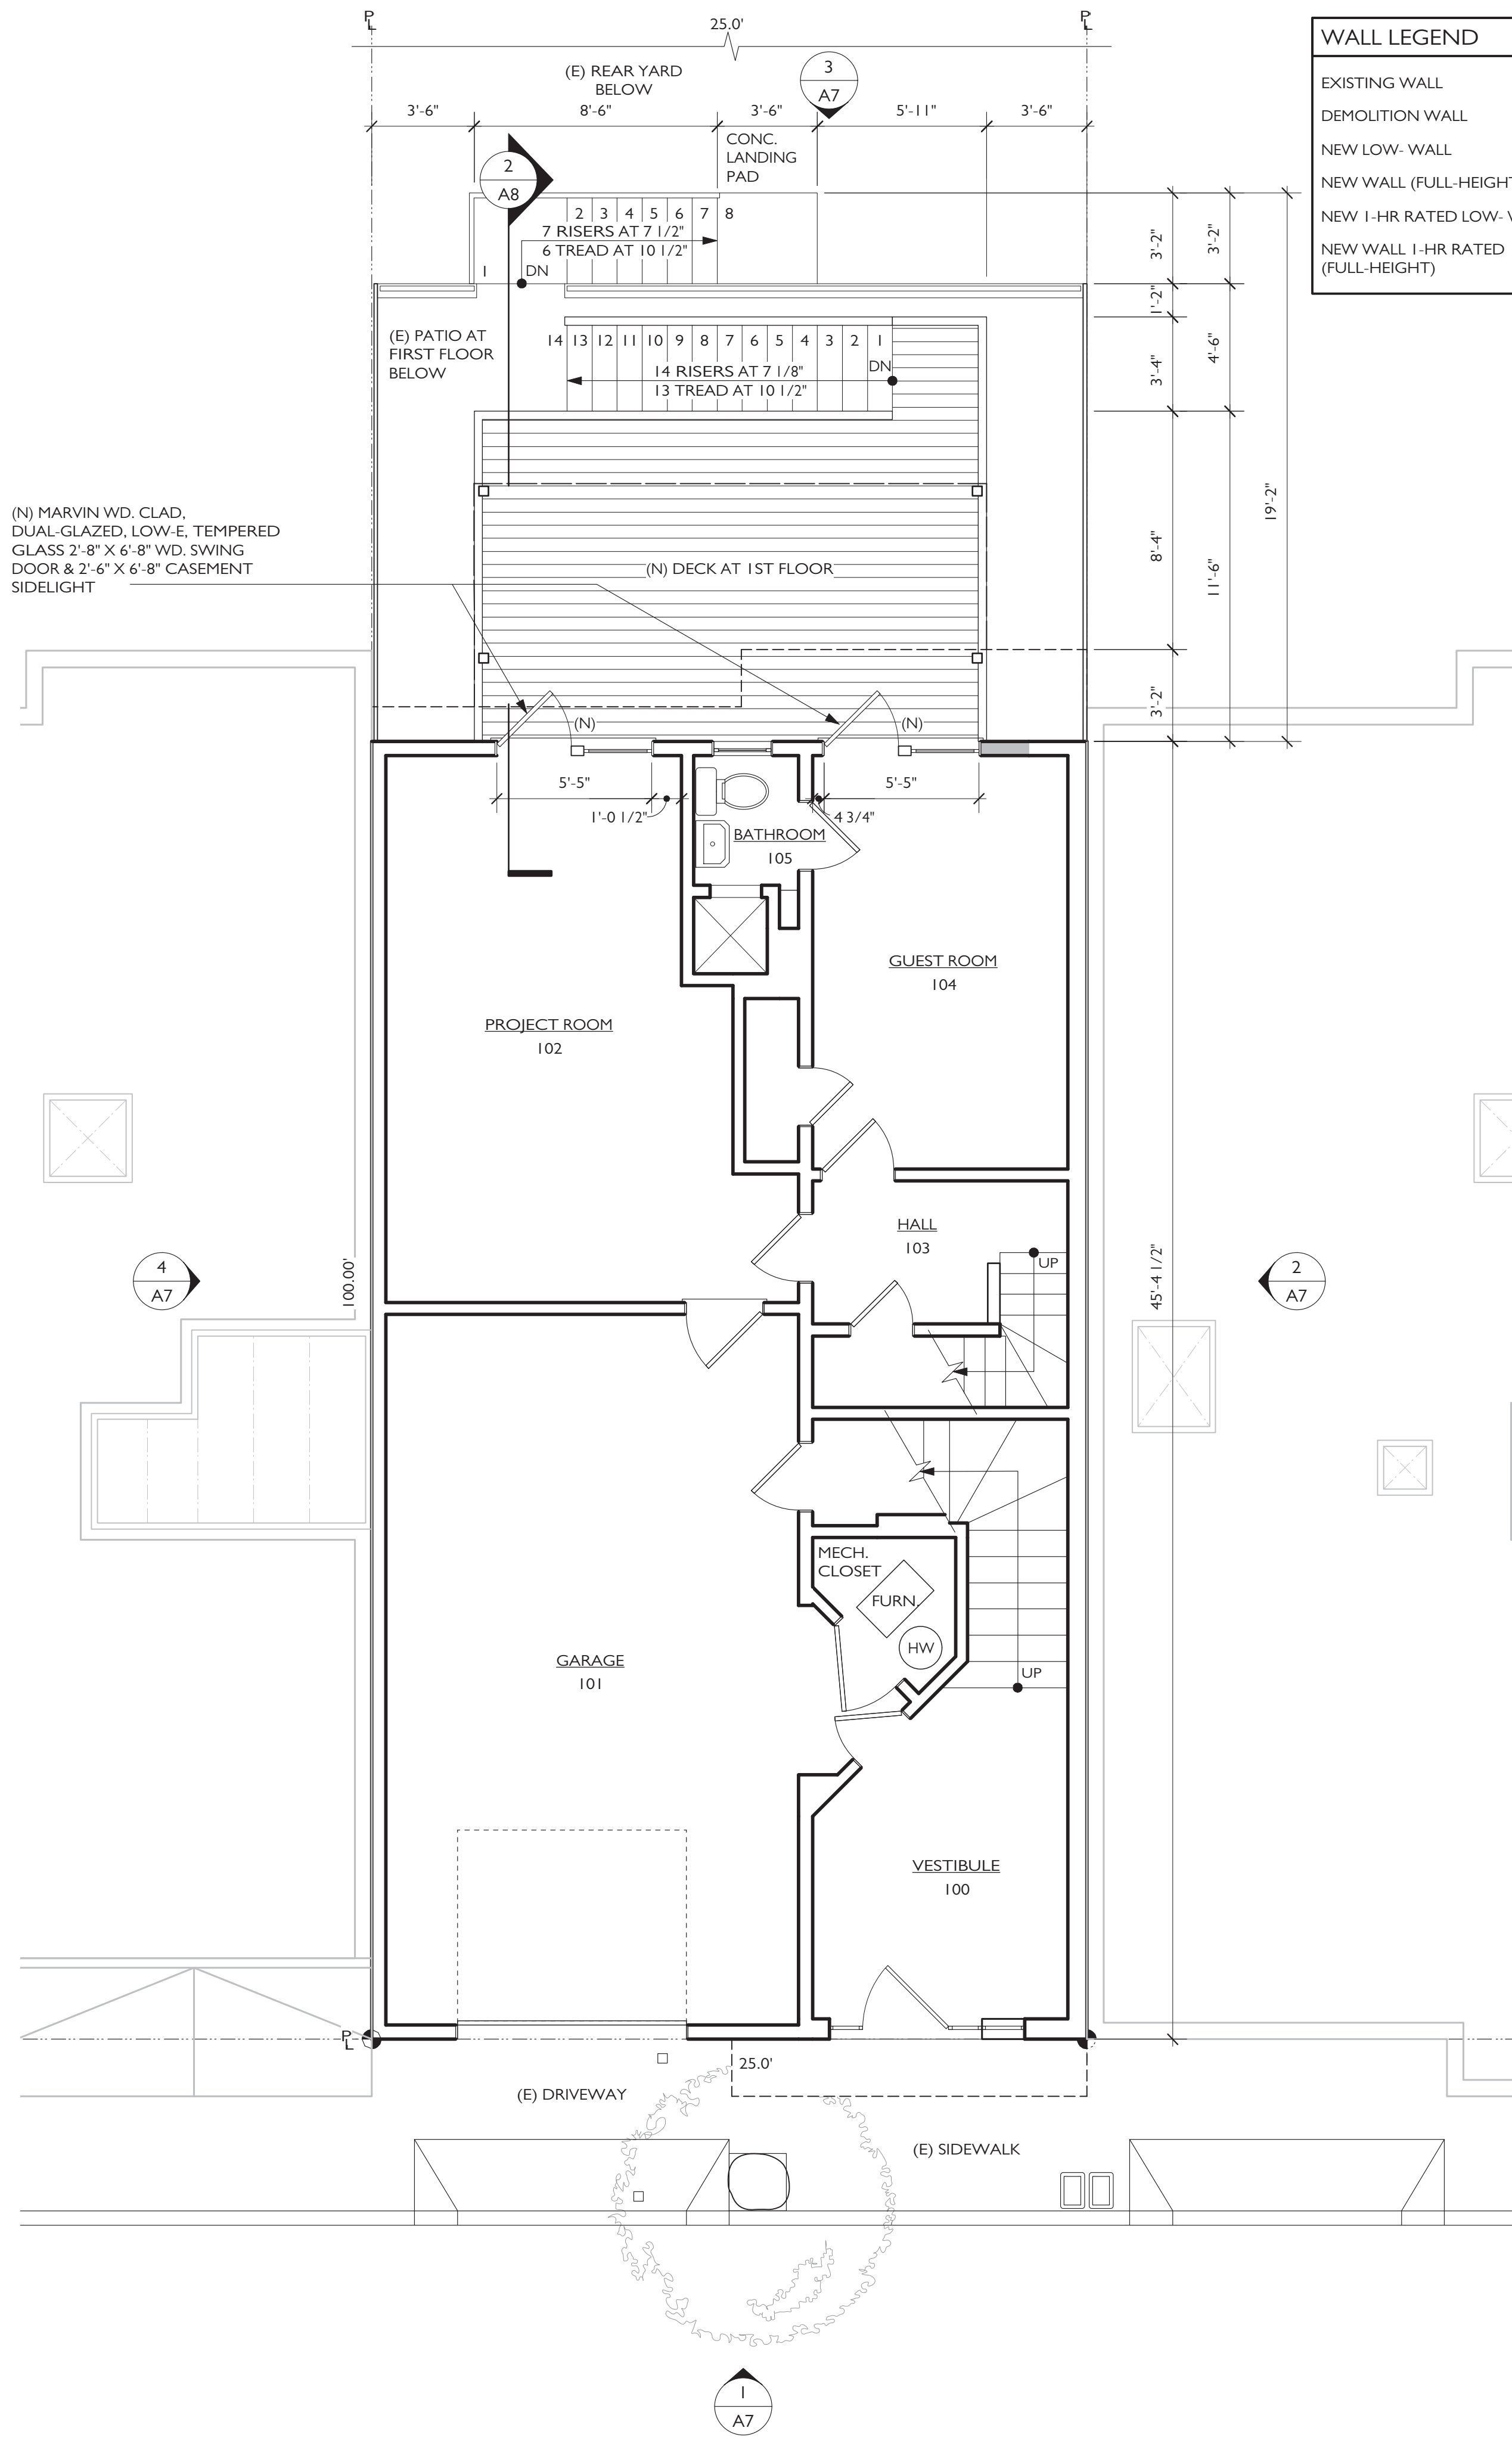 PL
25.0'
PL
WALL LEGEND
EXISTING WALL
DEMOLITION WALL
NEW LOW- WALL
NEW WALL (FULL-HEIGHT
NEW 1-HR RATED LOW-
NEW WALL 1-HR RATED
(FULL-HEIGHT)
(E) REAR YARD
BELOW
3
A7
3'-6"
8'-6"
3'-6"
5'-11"
3'-6"
CONC.
LANDING
PAD
2
A8
2 3 4 5 6 7 8
7 RISERS AT 7 1/2"
6 TREAD AT 10 1/2"
1
DN
3'-2"
3'-2"
1'-2"
(E) PATIO AT
FIRST FLOOR
BELOW
14 13 12 11 10 9 8 7 6 5 4 3 2 1
14 RISERS AT 7 1/8"
DN
13 TREAD AT 10 1/2"
3'-4"
4'-6"
19'-2"
(N) MARVIN WD. CLAD,
DUAL-GLAZED, LOW-E, TEMPERED
GLASS 2'-8" X 6'-8" WD. SWING
DOOR & 2'-6" X 6'-8" CASEMENT
SIDELIGHT
(N) DECK AT 1ST FLOOR
8'-4"
11'-6"
3'-2"
(N)
(N)
5'-5"
5'-5"
1'-0 1/2"
4 3/4"
BATHROOM
105
GUEST ROOM
104
PROJECT ROOM
102
HALL
103
UP
4
A7
100.00'
45'-4 1/2"
2
A7
MECH.
CLOSET
FURN.
HW
GARAGE
101
UP
VESTIBULE
100
PL
25.0'
(E) DRIVEWAY
(E) SIDEWALK
1
A7